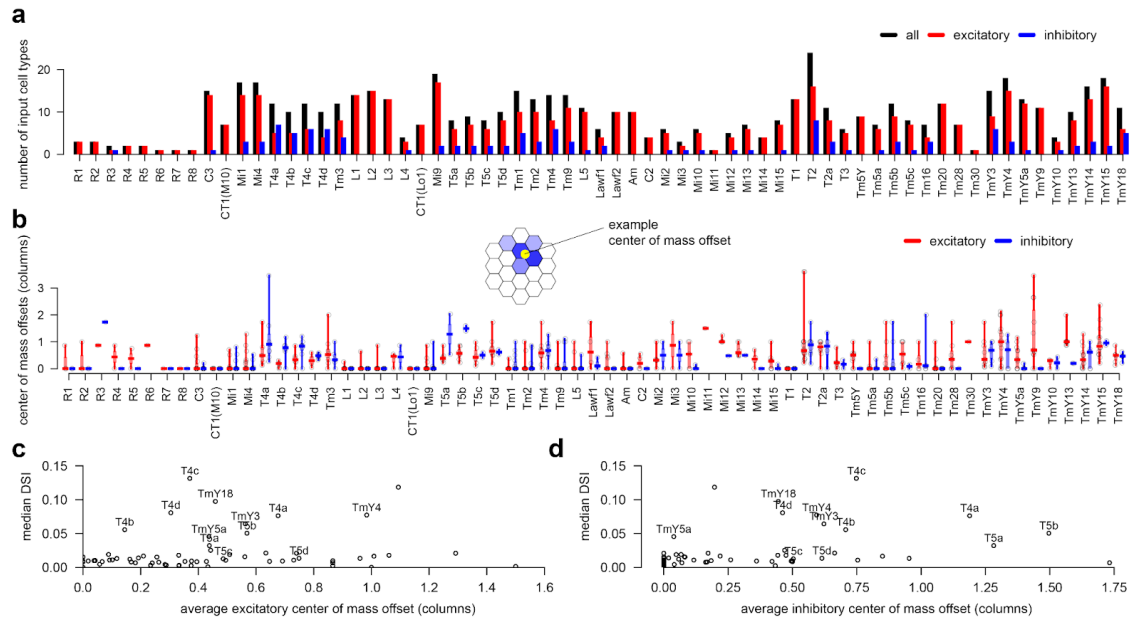 a
all excitatory inhibitory
number of input cell types
20
10
0
R1 R2 R3 R4 R5 R6 R7 R8 C3 CT1(M10) Mi1 Mi4 T4a T4b T4c T4d Tm3 L1 L2 L3 L4 CT1(Lo1) Mi9 T5a T5b T5c T5d Tm1 Tm2 Tm4 Tm9 L5 Lawf1 Lawf2 Am C2 Mi2 Mi3 Mi10 Mi11 Mi12 Mi13 Mi14 Mi15 T1 T2 T2a T3 Tm5Y Tm5a Tm5b Tm5c Tm16 Tm20 Tm28 Tm30 TmY3 TmY4 TmY5a TmY9 TmY10 TmY13 TmY14 TmY15 TmY18
b
example
center of mass offset
excitatory inhibitory
center of mass offsets (columns)
3
2
1
0
R1 R2 R3 R4 R5 R6 R7 R8 C3 CT1(M10) Mi1 Mi4 T4a T4b T4c T4d Tm3 L1 L2 L3 L4 CT1(Lo1) Mi9 T5a T5b T5c T5d Tm1 Tm2 Tm4 Tm9 L5 Lawf1 Lawf2 Am C2 Mi2 Mi3 Mi10 Mi11 Mi12 Mi13 Mi14 Mi15 T1 T2 T2a T3 Tm5Y Tm5a Tm5b Tm5c Tm16 Tm20 Tm28 Tm30 TmY3 TmY4 TmY5a TmY9 TmY10 TmY13 TmY14 TmY15 TmY18
c
median DSI
0.15
0.10
0.05
0.00
T4c
TmY18
T4d
T4a
TmY4
T4b
TmY3
TmY5a
T5b
T5a
T5c
T5d
0.0 0.2 0.4 0.6 0.8 1.0 1.2 1.4 1.6
average excitatory center of mass offset (columns)
d
median DSI
0.15
0.10
0.05
0.00
T4c
TmY18
T4d
TmY4
TmY3
T4b
T4a
T5b
TmY5a
T5a
T5c
T5d
0.00 0.25 0.50 0.75 1.00 1.25 1.50 1.75
average inhibitory center of mass offset (columns)